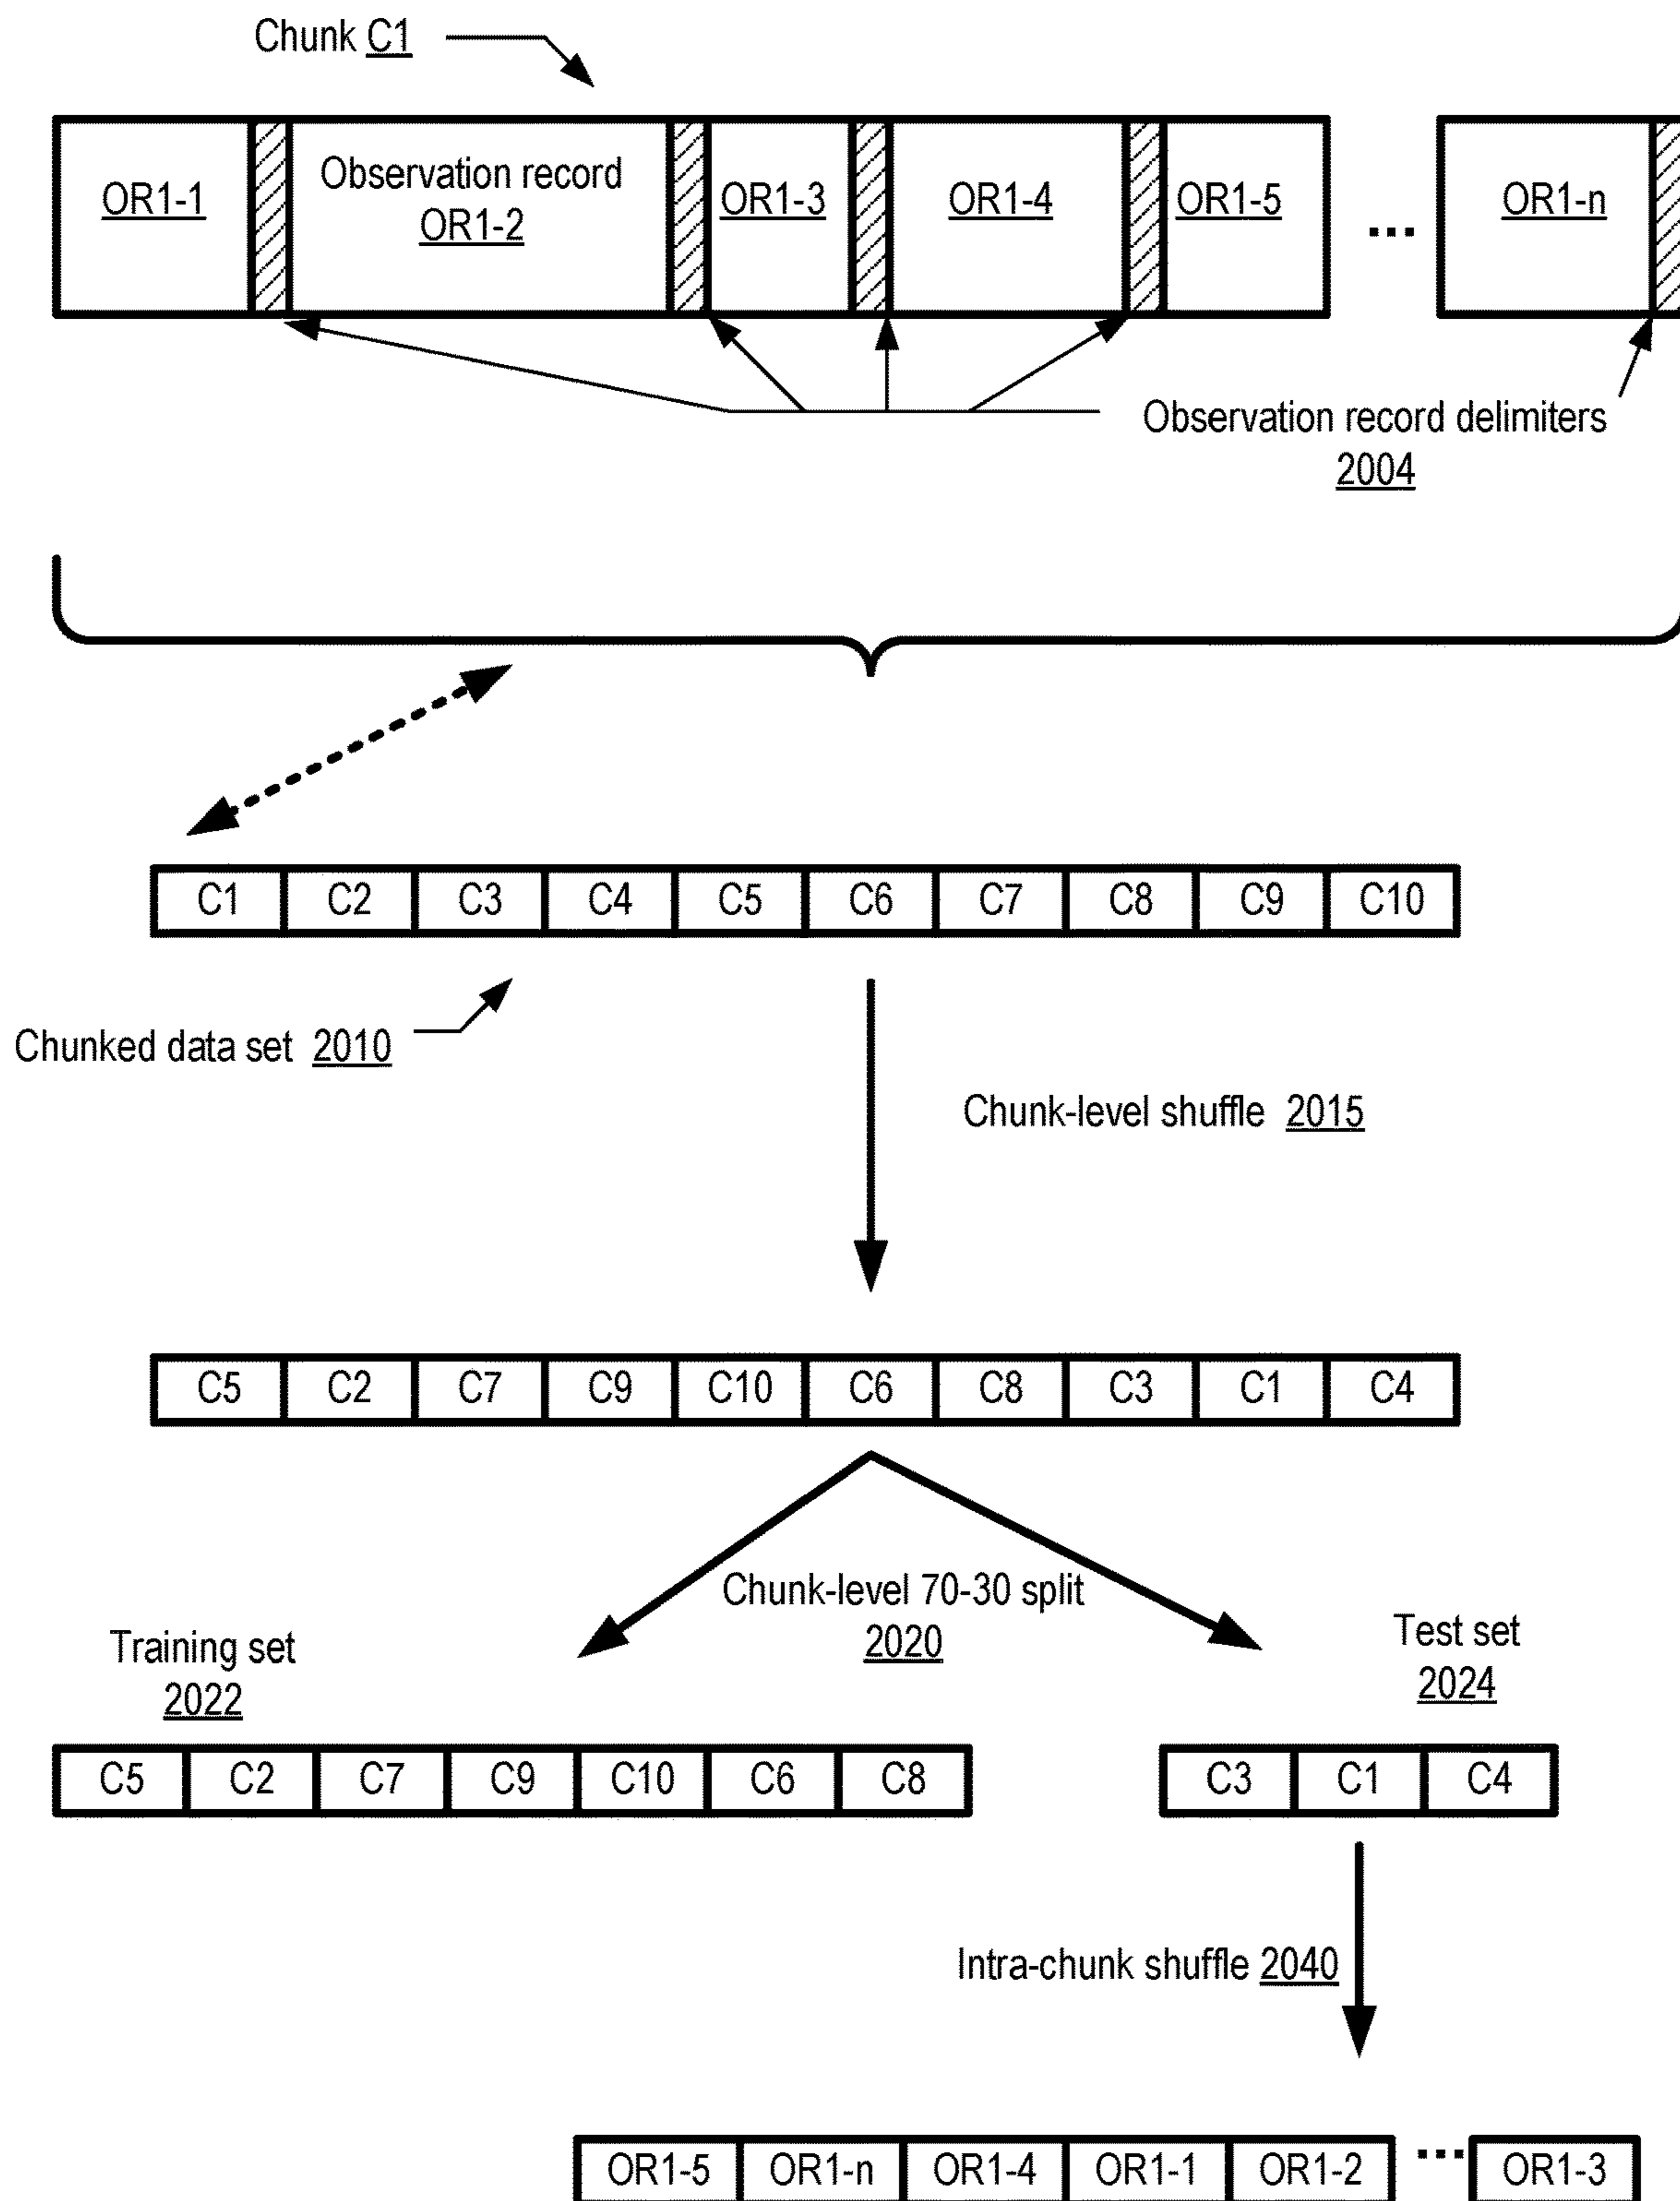 Chunk C1
OR1-1
Observation record
OR1-2
OR1-3
OR1-4
OR1-5
...
OR1-n
Observation record delimiters
2004
C1 C2 C3 C4 C5 C6 C7 C8 C9 C10
Chunked data set 2010
Chunk-level shuffle 2015
C5 C2 C7 C9 C10 C6 C8 C3 C1 C4
Chunk-level 70-30 split
2020
Training set
2022
Test set
2024
C5 C2 C7 C9 C10 C6 C8
C3 C1 C4
Intra-chunk shuffle 2040
OR1-5 OR1-n OR1-4 OR1-1 OR1-2 ... OR1-3